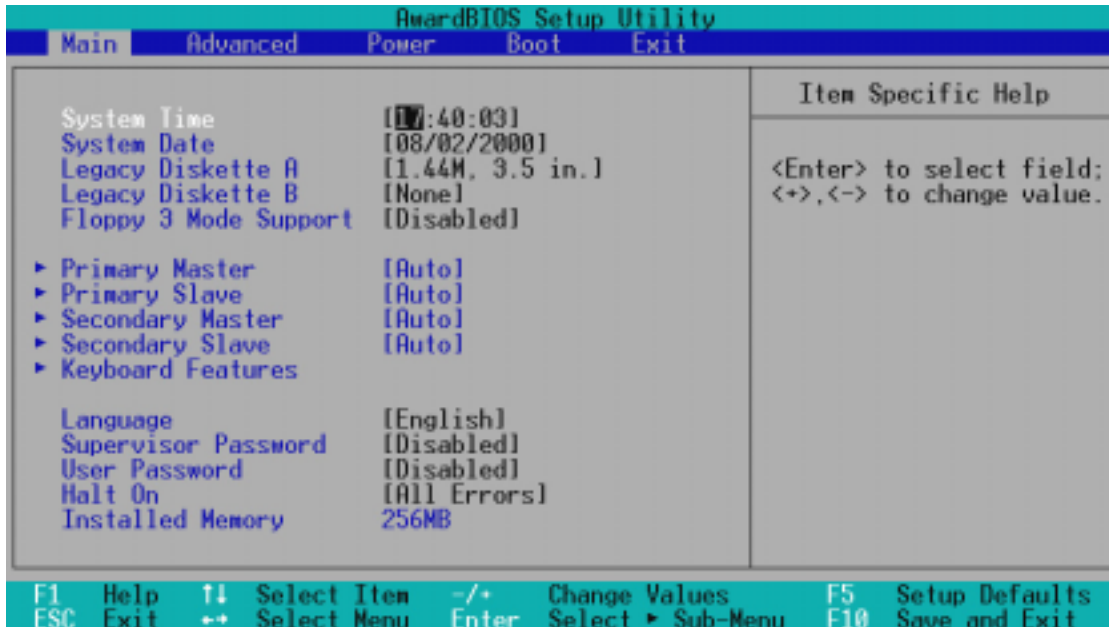 AwardBIOS Setup Utility
Main Advanced Power Boot Exit
Item Specific Help
System Time [17:40:03]
System Date [08/02/2000]
Legacy Diskette A [1.44M, 3.5 in.]
Legacy Diskette B [None]
Floppy 3 Mode Support [Disabled]
<Enter> to select field;
<+>,<-> to change value.
▶ Primary Master [Auto]
▶ Primary Slave [Auto]
▶ Secondary Master [Auto]
▶ Secondary Slave [Auto]
▶ Keyboard Features
Language [English]
Supervisor Password [Disabled]
User Password [Disabled]
Halt On [All Errors]
Installed Memory 256MB
F1 Help ↑↓ Select Item -/+ Change Values F5 Setup Defaults
ESC Exit ←→ Select Menu Enter Select ▶ Sub-Menu F10 Save and Exit